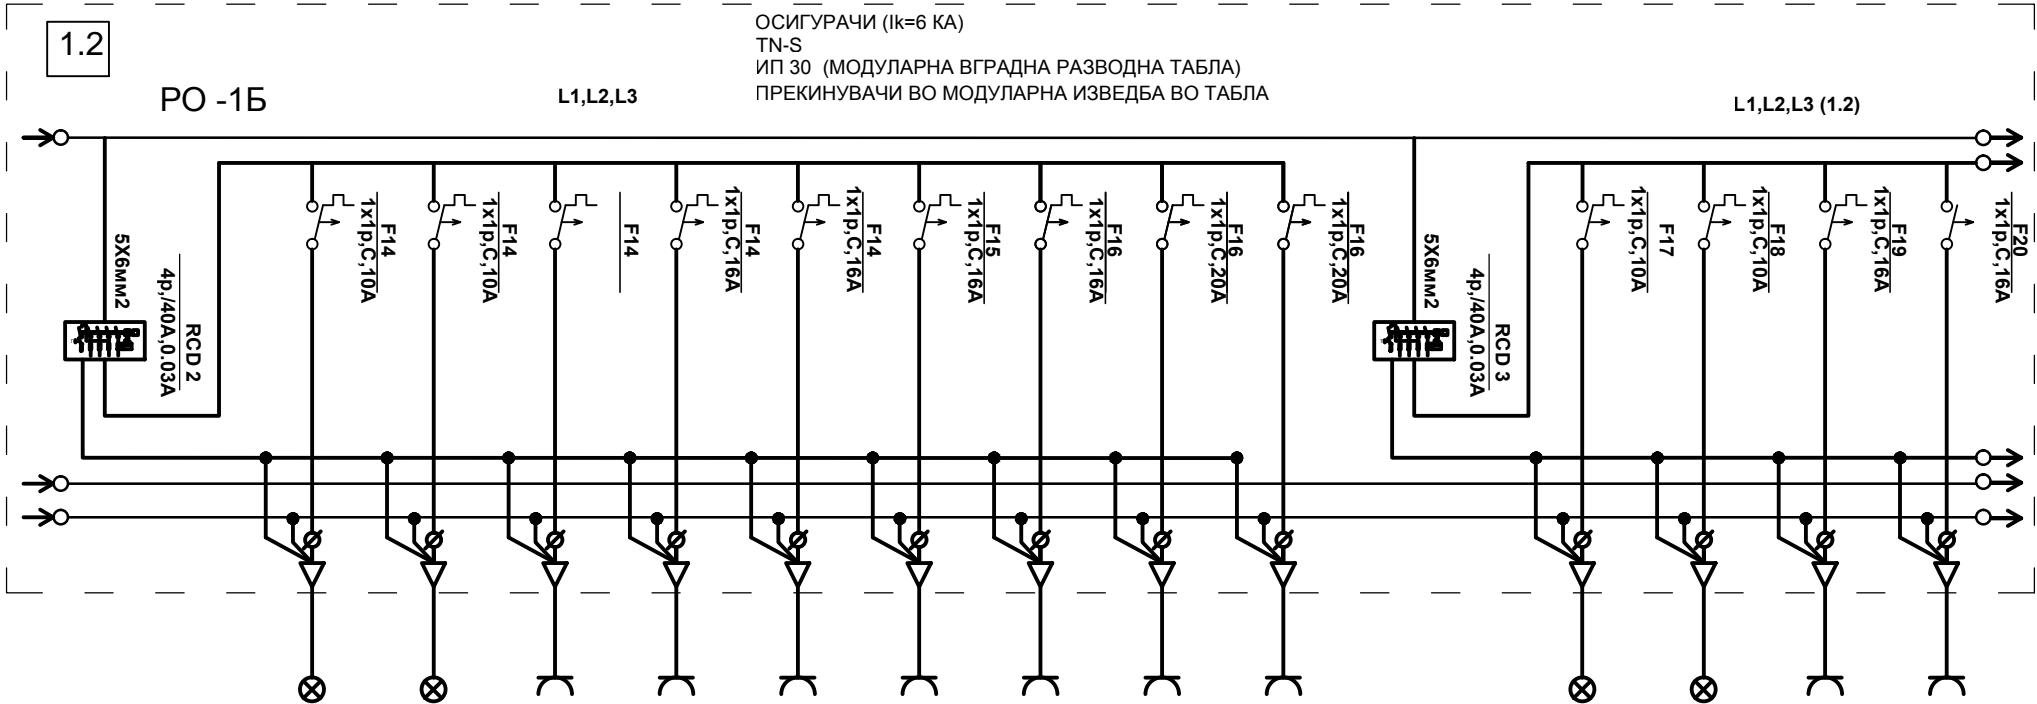 1.2
РО -1Б
L1,L2,L3
ОСИГУРАЧИ (Ik=6 KA)
TN-S
ИП 30 (МОДУЛАРНА ВГРАДНА РАЗВОДНА ТАБЛА)
ПРЕКИНУВАЧИ ВО МОДУЛАРНА ИЗВЕДБА ВО ТАБЛА
L1,L2,L3 (1.2)
5X6мм2
RCD 2
4p,/40A,0.03A
F14
1x1p,C,10A
F14
1x1p,C,10A
F14
F14
1x1p,C,16A
F14
1x1p,C,16A
F15
1x1p,C,16A
F16
1x1p,C,16A
F16
1x1p,C,20A
F16
1x1p,C,20A
5X6мм2
RCD 3
4p,/40A,0.03A
F17
1x1p,C,10A
F18
1x1p,C,10A
F19
1x1p,C,16A
F20
1x1p,C,16A